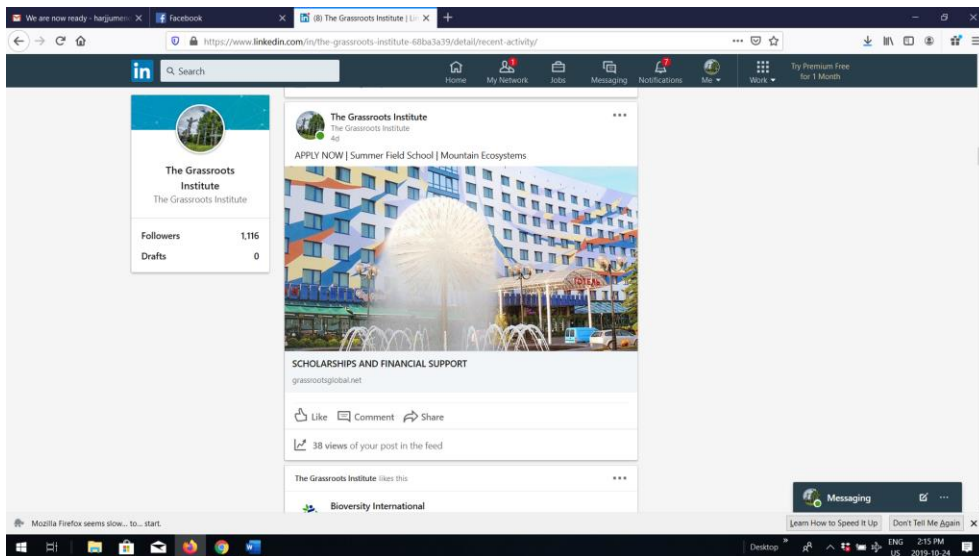 We are now ready - harjjumen
Facebook
(8) The Grassroots Institute | Lin
https://www.linkedin.com/in/the-grassroots-institute-68ba3a39/detail/recent-activity/
in
Search
Home
My Network
1
Jobs
Messaging
Notifications
7
Me
Work
Try Premium Free
for 1 Month
The Grassroots
Institute
The Grassroots Institute
Followers 1,116
Drafts 0
The Grassroots Institute
The Grassroots Institute
4d
APPLY NOW | Summer Field School | Mountain Ecosystems
SCHOLARSHIPS AND FINANCIAL SUPPORT
grassrootsglobal.net
Like Comment Share
38 views of your post in the feed
The Grassroots Institute likes this
Bioversity International
Messaging
Mozilla Firefox seems slow... to... start.
Learn How to Speed It Up
Don't Tell Me Again
Desktop
ENG
US
2:15 PM
2019-10-24